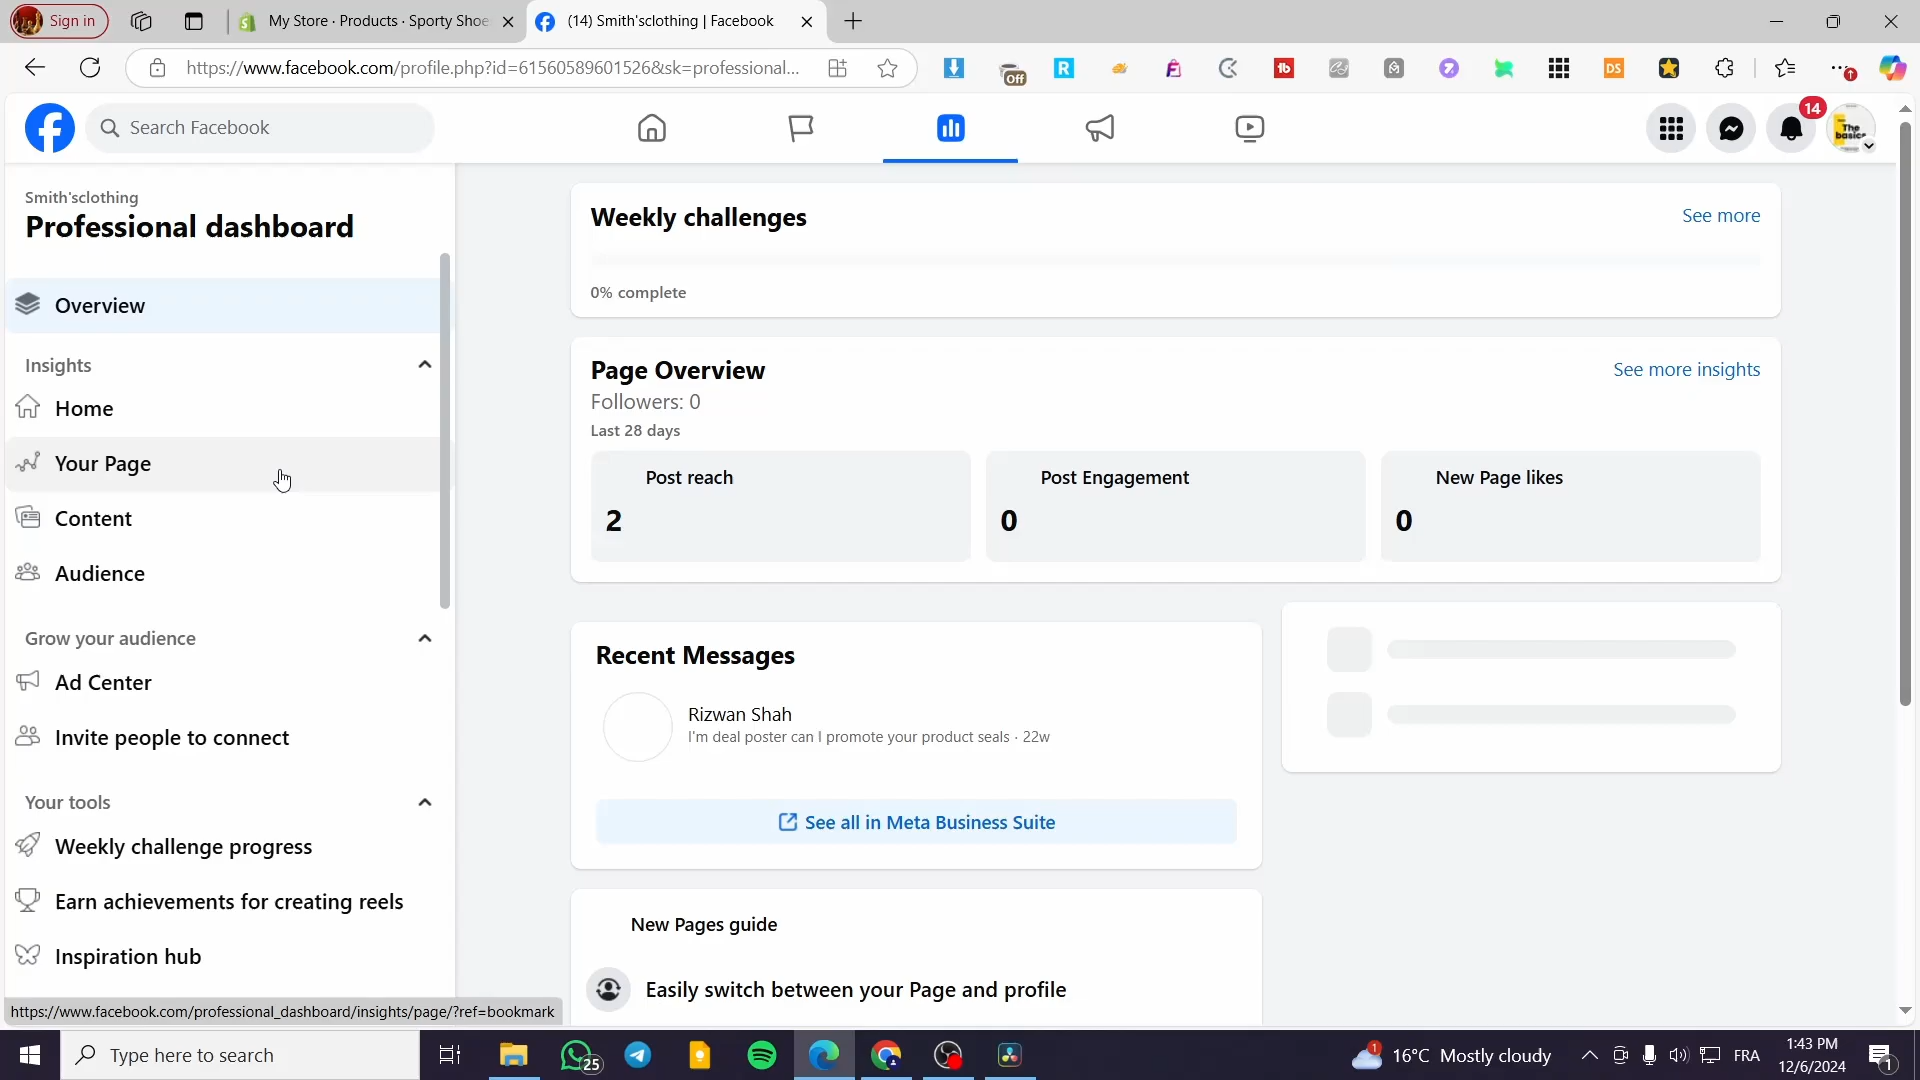 Sign in
My Store · Products · Sporty Shoe
(14) Smith'sclothing | Facebook
https://www.facebook.com/profile.php?id=61560589601526&sk=professional...
Off
R
DS
Search Facebook
14
The
basics
Smith'sclothing
Professional dashboard
Overview
Insights
Home
Your Page
Content
Audience
Grow your audience
Ad Center
Invite people to connect
Your tools
Weekly challenge progress
Earn achievements for creating reels
Inspiration hub
Weekly challenges
See more
0% complete
Page Overview
See more insights
Followers: 0
Last 28 days
Post reach
2
Post Engagement
0
New Page likes
0
Recent Messages
Rizwan Shah
I'm deal poster can I promote your product seals · 22w
See all in Meta Business Suite
New Pages guide
Easily switch between your Page and profile
https://www.facebook.com/professional_dashboard/insights/page/?ref=bookmark
Type here to search
25
1
16°C Mostly cloudy
FRA
1:43 PM
12/6/2024
1